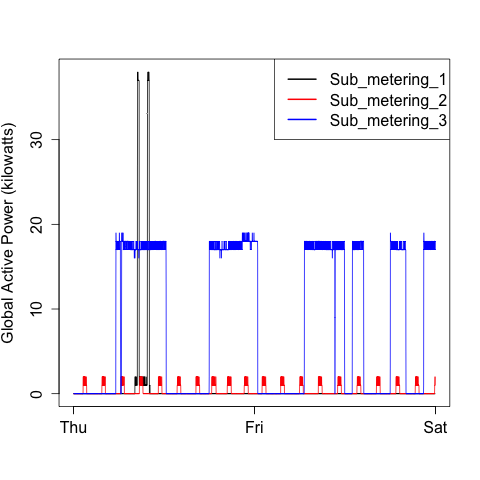 Sub_metering_1
Sub_metering_2
Sub_metering_3
Global Active Power (kilowatts)
30
20
10
0
Thu Fri Sat